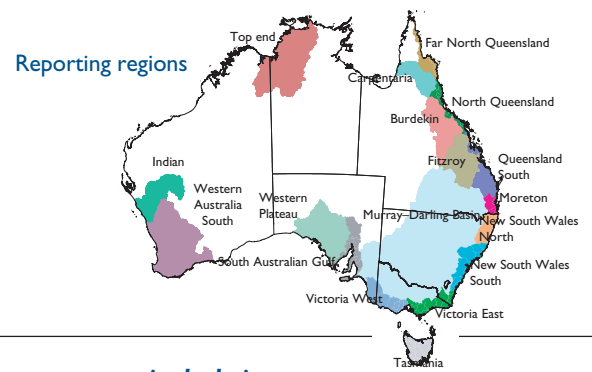 Reporting regions
Top end
Far North Queensland
Carpentaria
North Queensland
Burdekin
Fitzroy
Queensland
South
Indian
Western
Australia
South
Western
Plateau
Moreton
Murray-Darling Basin
New South Wales
North
South Australian Gulf
New South Wales
South
Victoria West
Victoria East
Tasmania